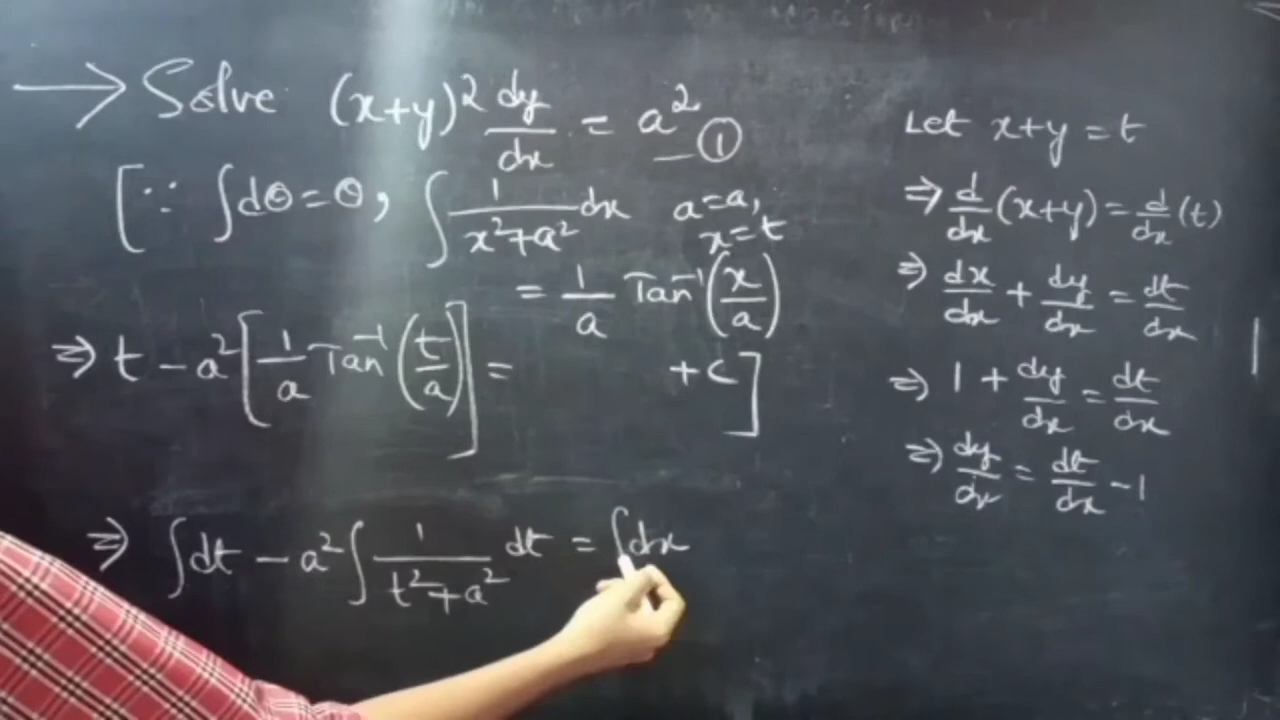 → Solve (x+y)² dy/dx = a² — ①
[∵ ∫dθ=θ, ∫ 1/(x²+a²) dx a=a, x=t
= 1/a Tan⁻¹(x/a)
⇒ t - a²[1/a Tan⁻¹(t/a)] = +c]
⇒ ∫dt - a²∫ 1/(t²+a²) dt = ∫dx
Let x+y=t
⇒ d/dx (x+y) = d/dx (t)
⇒ dx/dx + dy/dx = dt/dx
⇒ 1 + dy/dx = dt/dx
⇒ dy/dx = dt/dx - 1